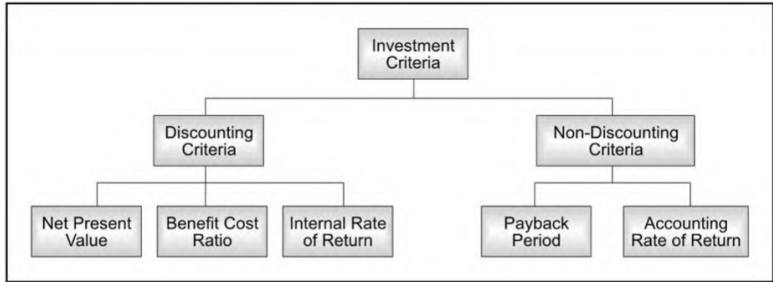 Investment
Criteria
Discounting
Criteria
Non-Discounting
Criteria
Net Present
Value
Benefit Cost
Ratio
Internal Rate
of Return
Payback
Period
Accounting
Rate of Return